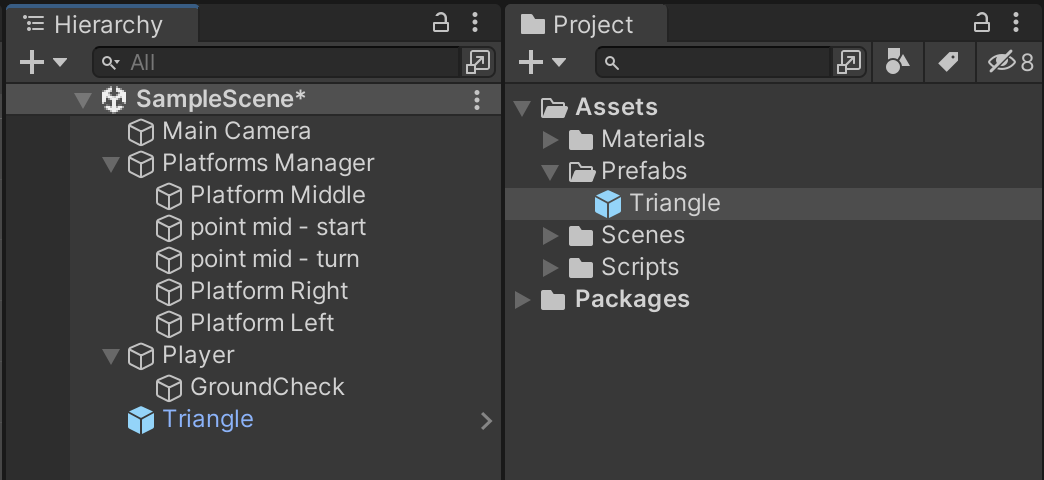 Hierarchy
All
SampleScene*
Main Camera
Platforms Manager
Platform Middle
point mid - start
point mid - turn
Platform Right
Platform Left
Player
GroundCheck
Triangle
Project
8
Assets
Materials
Prefabs
Triangle
Scenes
Scripts
Packages